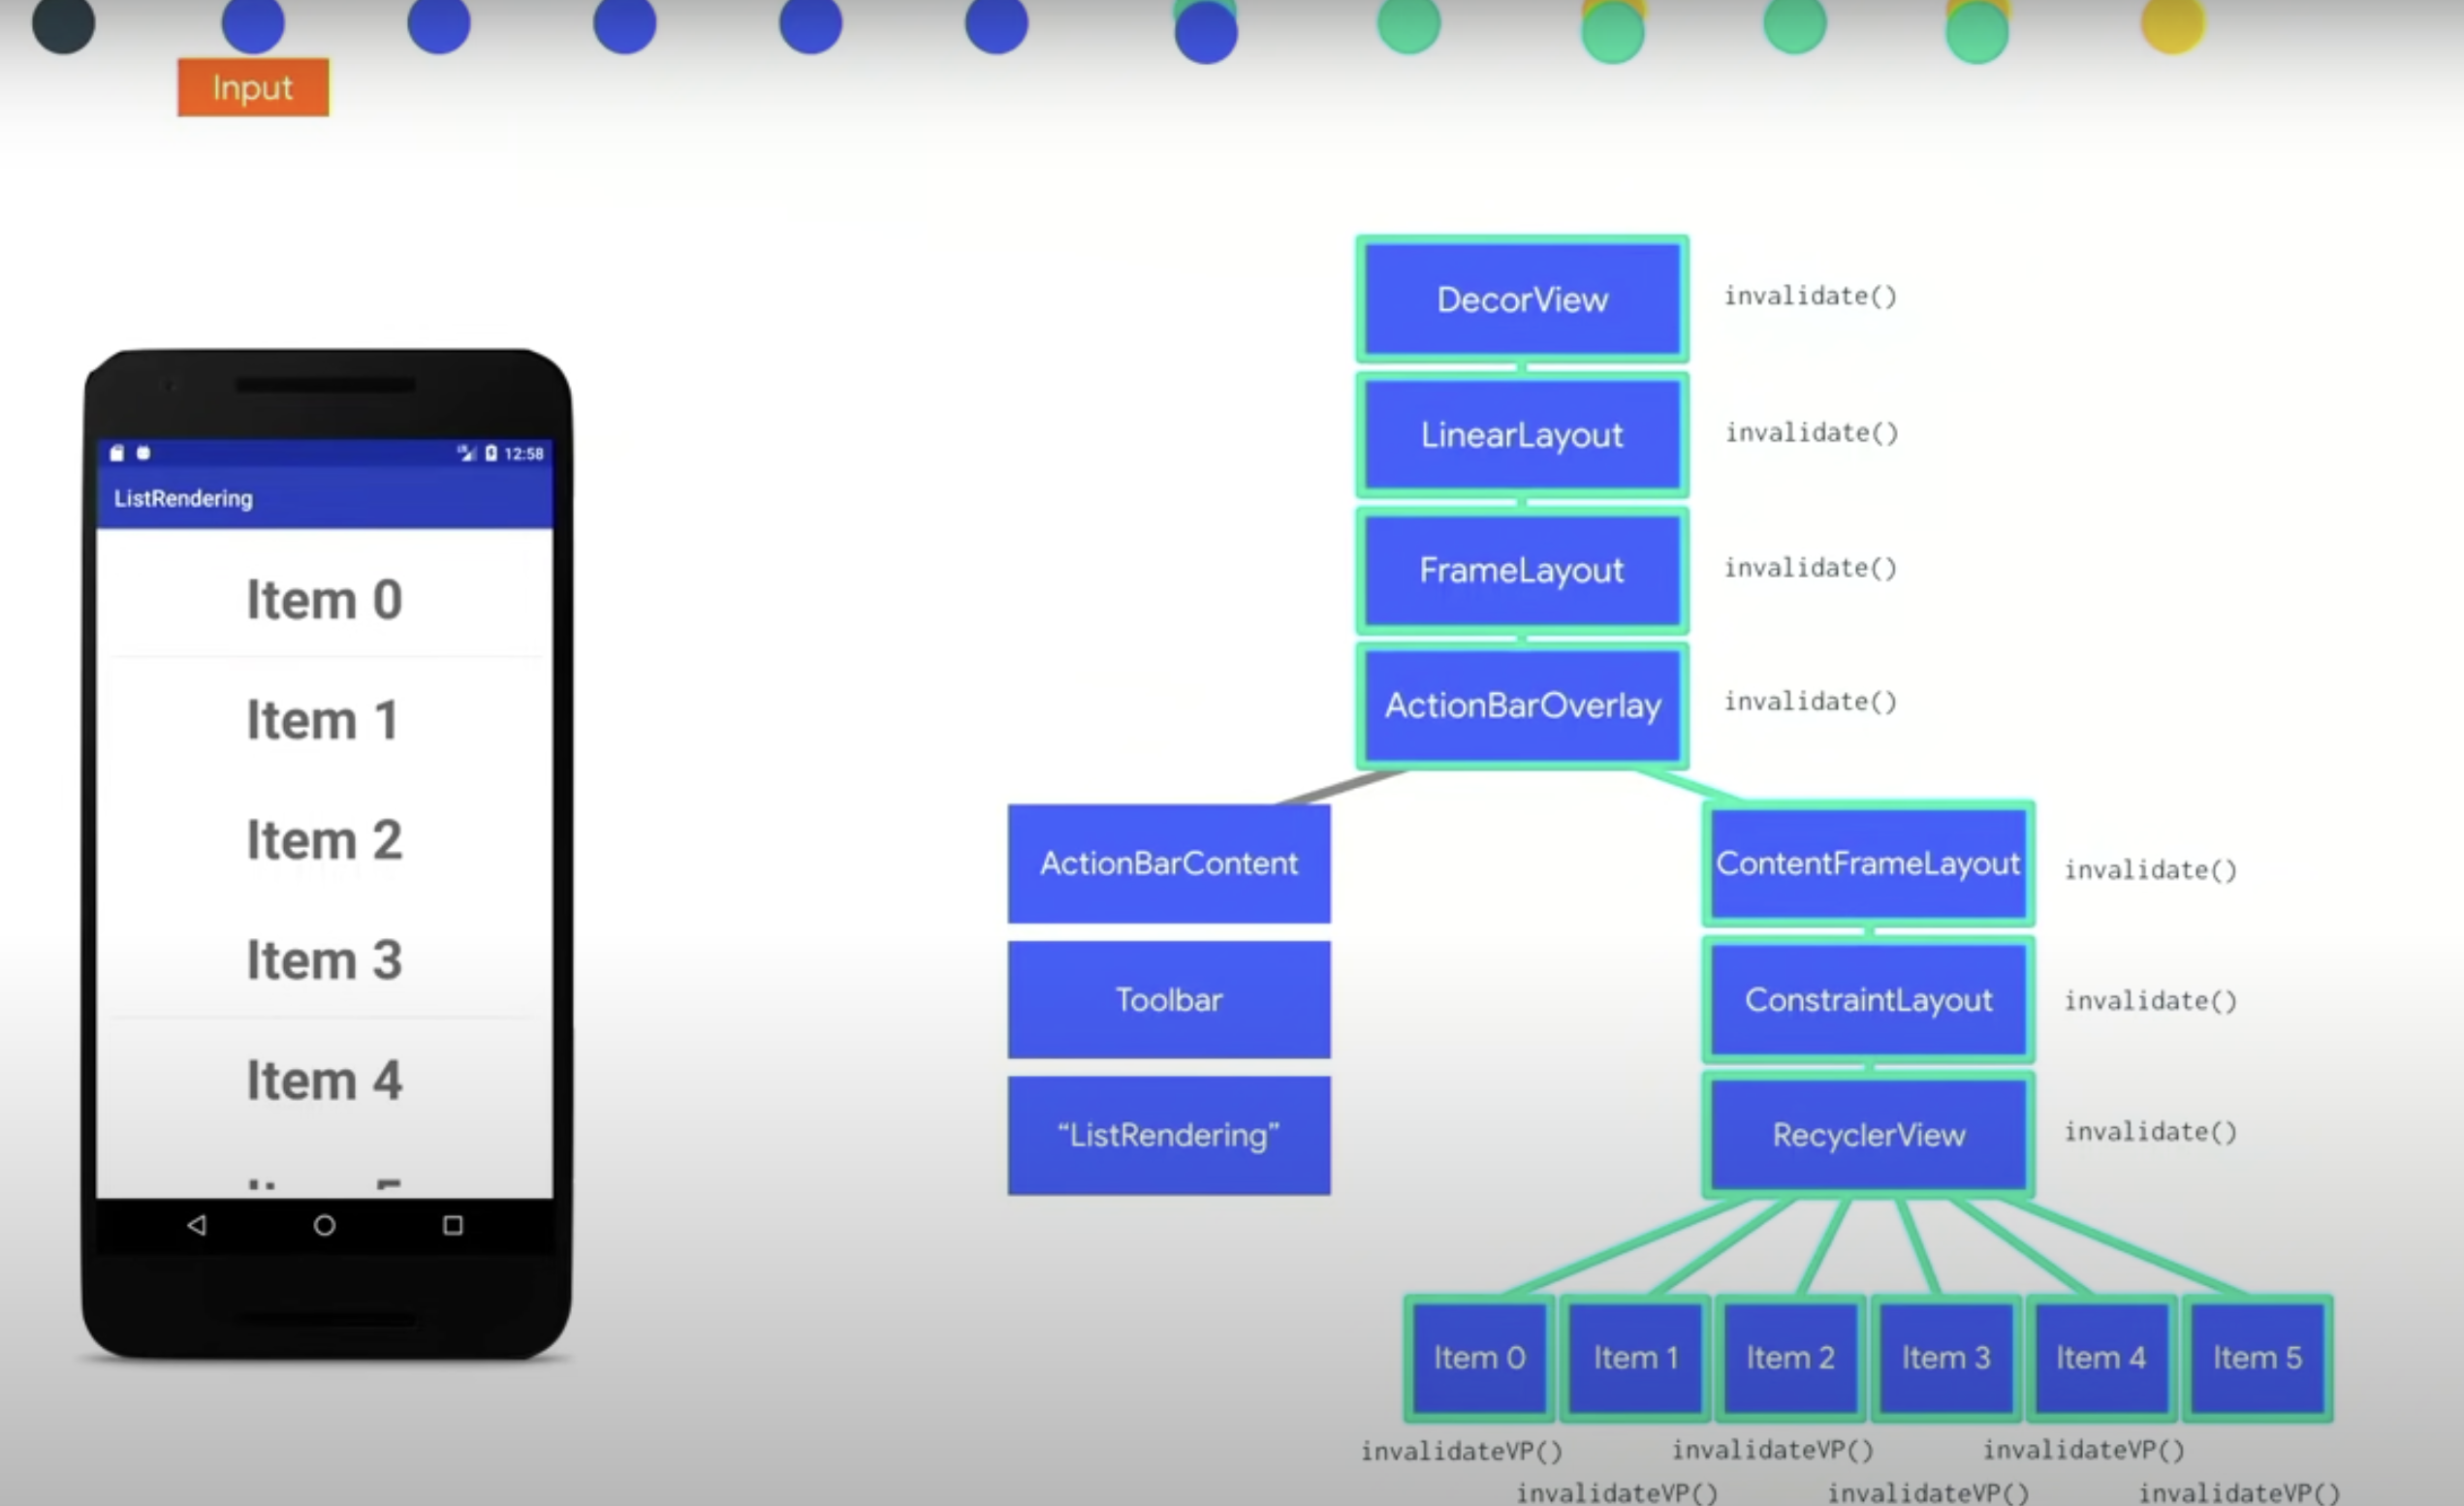 Input
12:58
ListRendering
Item 0
Item 1
Item 2
Item 3
Item 4
DecorView
invalidate()
LinearLayout
invalidate()
FrameLayout
invalidate()
ActionBarOverlay
invalidate()
ActionBarContent
Toolbar
“ListRendering”
ContentFrameLayout
invalidate()
ConstraintLayout
invalidate()
RecyclerView
invalidate()
Item 0
Item 1
Item 2
Item 3
Item 4
Item 5
invalidateVP()
invalidateVP()
invalidateVP()
invalidateVP()
invalidateVP()
invalidateVP()